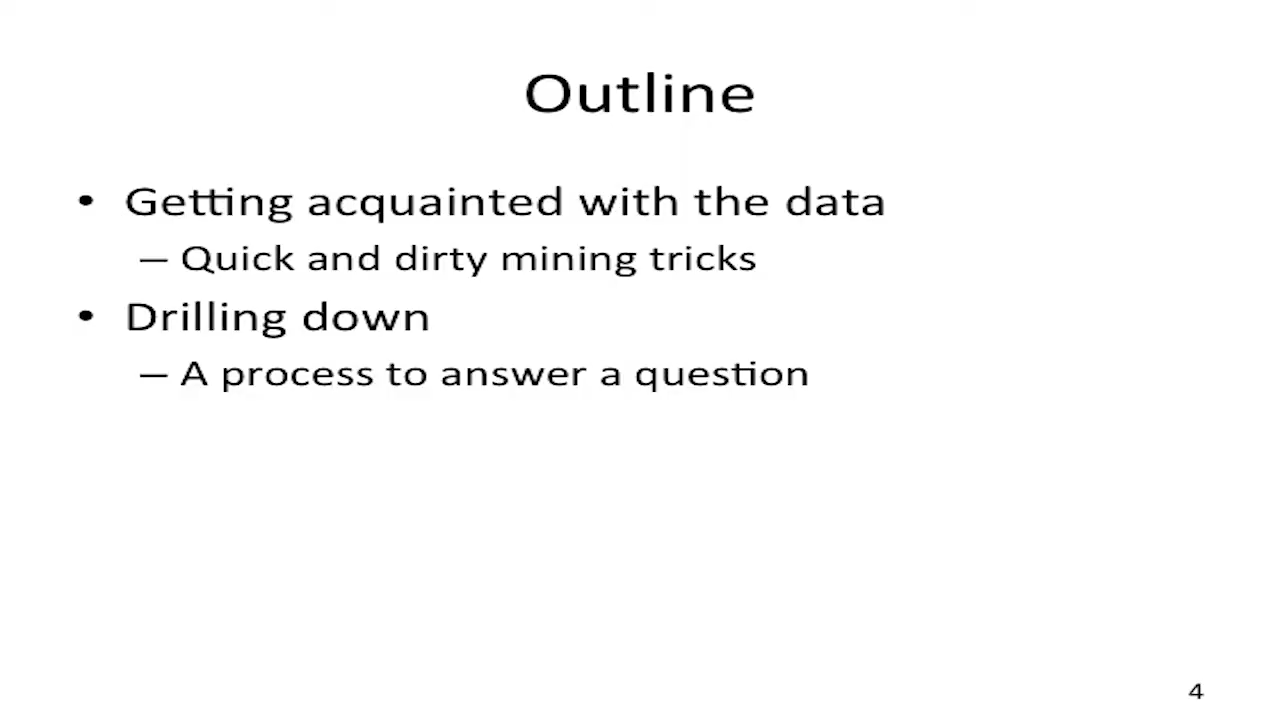 Outline
• Getting acquainted with the data
– Quick and dirty mining tricks
• Drilling down
– A process to answer a question
4